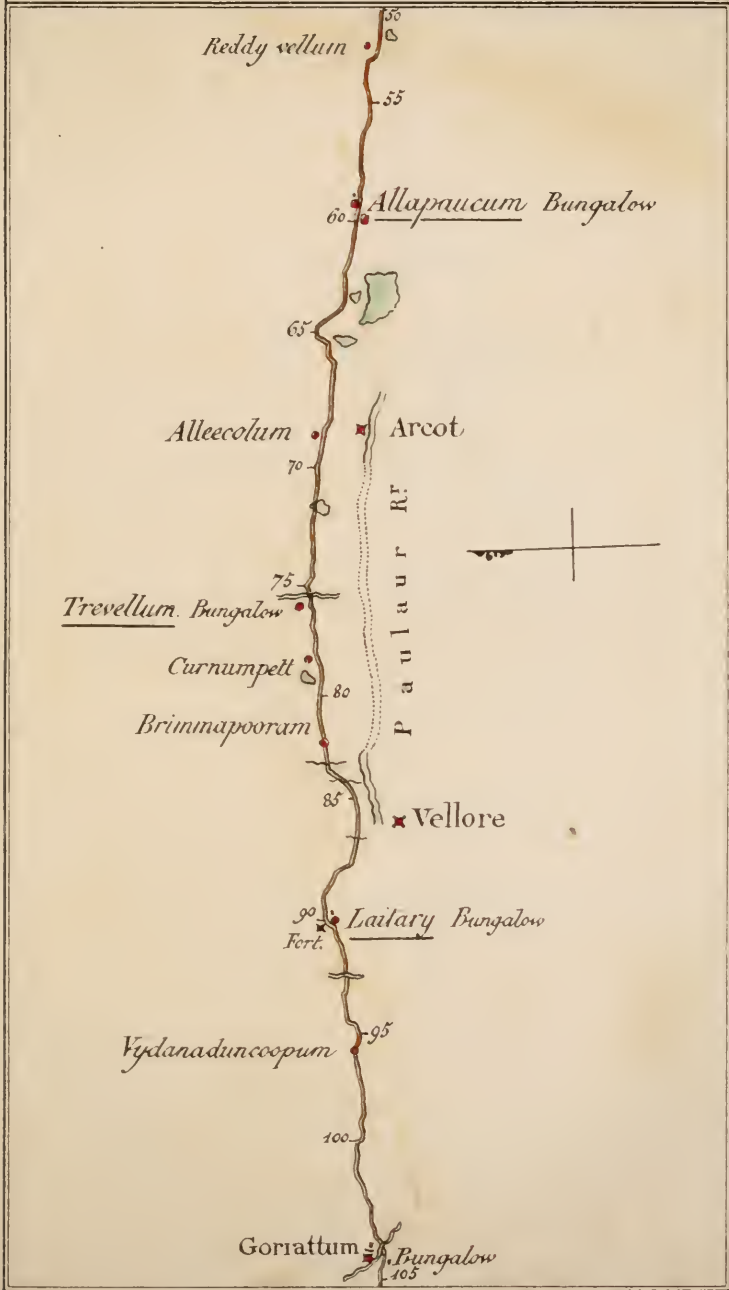 50
Reddy vellum
55
Allapaucum Bungalow
60
65
Alleecolum
Arcot
70
Paulaur Rr.
75
Trevellum. Bungalow
Curnumpett
80
Brimmapooram
85
Vellore
90
Laitary Bungalow
Fort.
95
Vydanaduncoopum
100
Goriattum
Bungalow
105